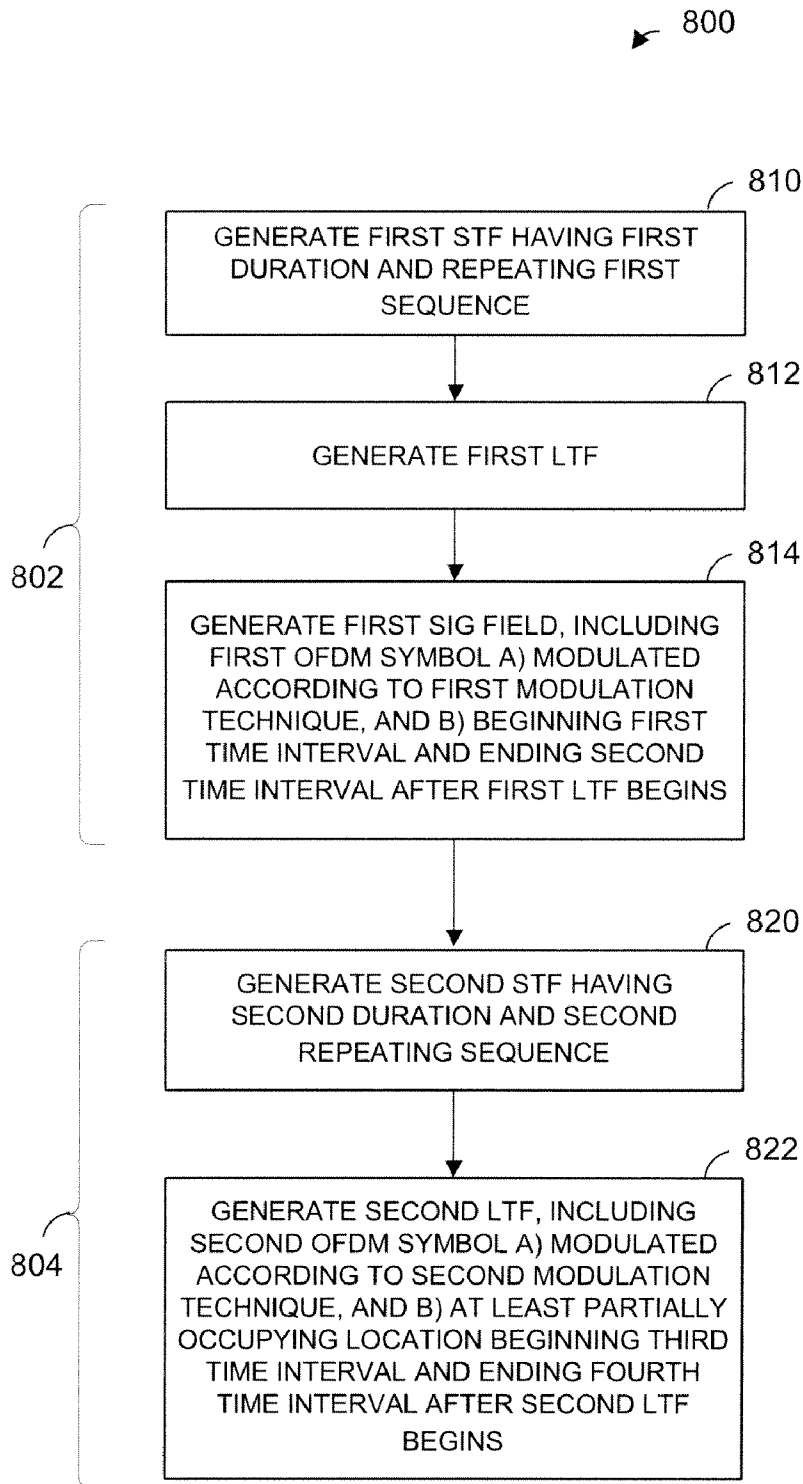 800
810
GENERATE FIRST STF HAVING FIRST
DURATION AND REPEATING FIRST
SEQUENCE
812
GENERATE FIRST LTF
802
814
GENERATE FIRST SIG FIELD, INCLUDING
FIRST OFDM SYMBOL A) MODULATED
ACCORDING TO FIRST MODULATION
TECHNIQUE, AND B) BEGINNING FIRST
TIME INTERVAL AND ENDING SECOND
TIME INTERVAL AFTER FIRST LTF BEGINS
820
GENERATE SECOND STF HAVING
SECOND DURATION AND SECOND
REPEATING SEQUENCE
822
804
GENERATE SECOND LTF, INCLUDING
SECOND OFDM SYMBOL A) MODULATED
ACCORDING TO SECOND MODULATION
TECHNIQUE, AND B) AT LEAST PARTIALLY
OCCUPYING LOCATION BEGINNING THIRD
TIME INTERVAL AND ENDING FOURTH
TIME INTERVAL AFTER SECOND LTF
BEGINS